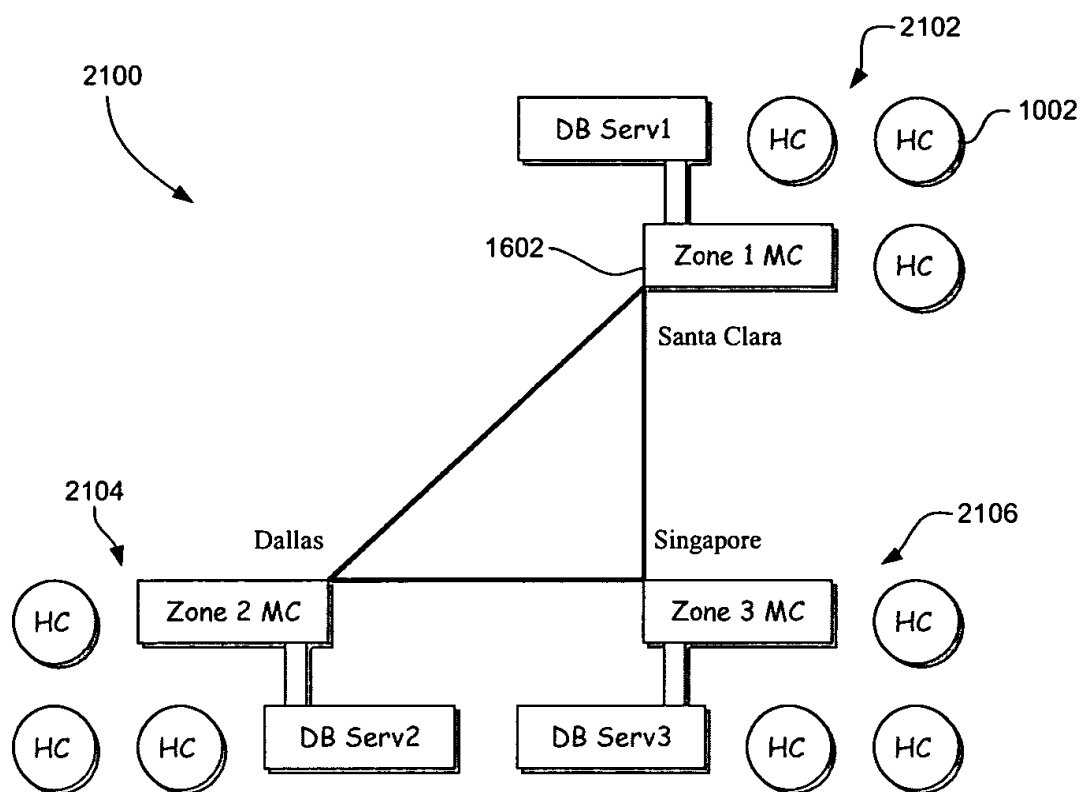 2102
2100
1002
DB Serv1
HC
HC
1602
Zone 1 MC
HC
Santa Clara
2104
2106
Dallas
Singapore
HC
Zone 2 MC
Zone 3 MC
HC
HC
HC
DB Serv2
DB Serv3
HC
HC